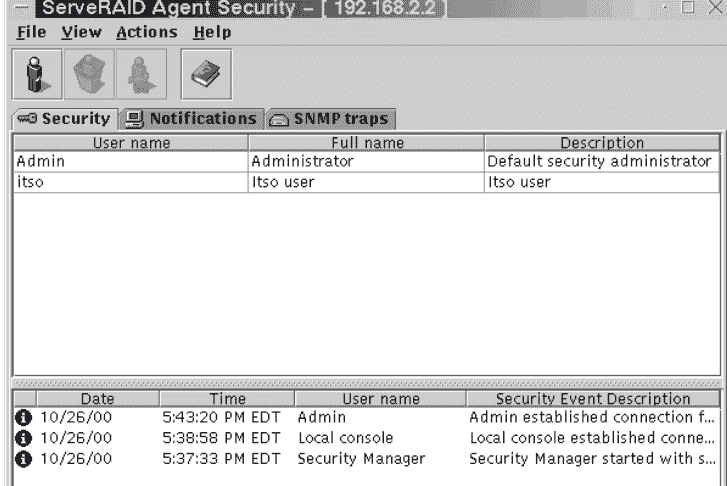 ServeRAID Agent Security – [ 192.168.2.2 ]
File View Actions Help
Security Notifications SNMP traps
User name Full name Description
Admin Administrator Default security administrator
itso Itso user Itso user
Date Time User name Security Event Description
10/26/00 5:43:20 PM EDT Admin Admin established connection f...
10/26/00 5:38:58 PM EDT Local console Local console established conne...
10/26/00 5:37:33 PM EDT Security Manager Security Manager started with s...